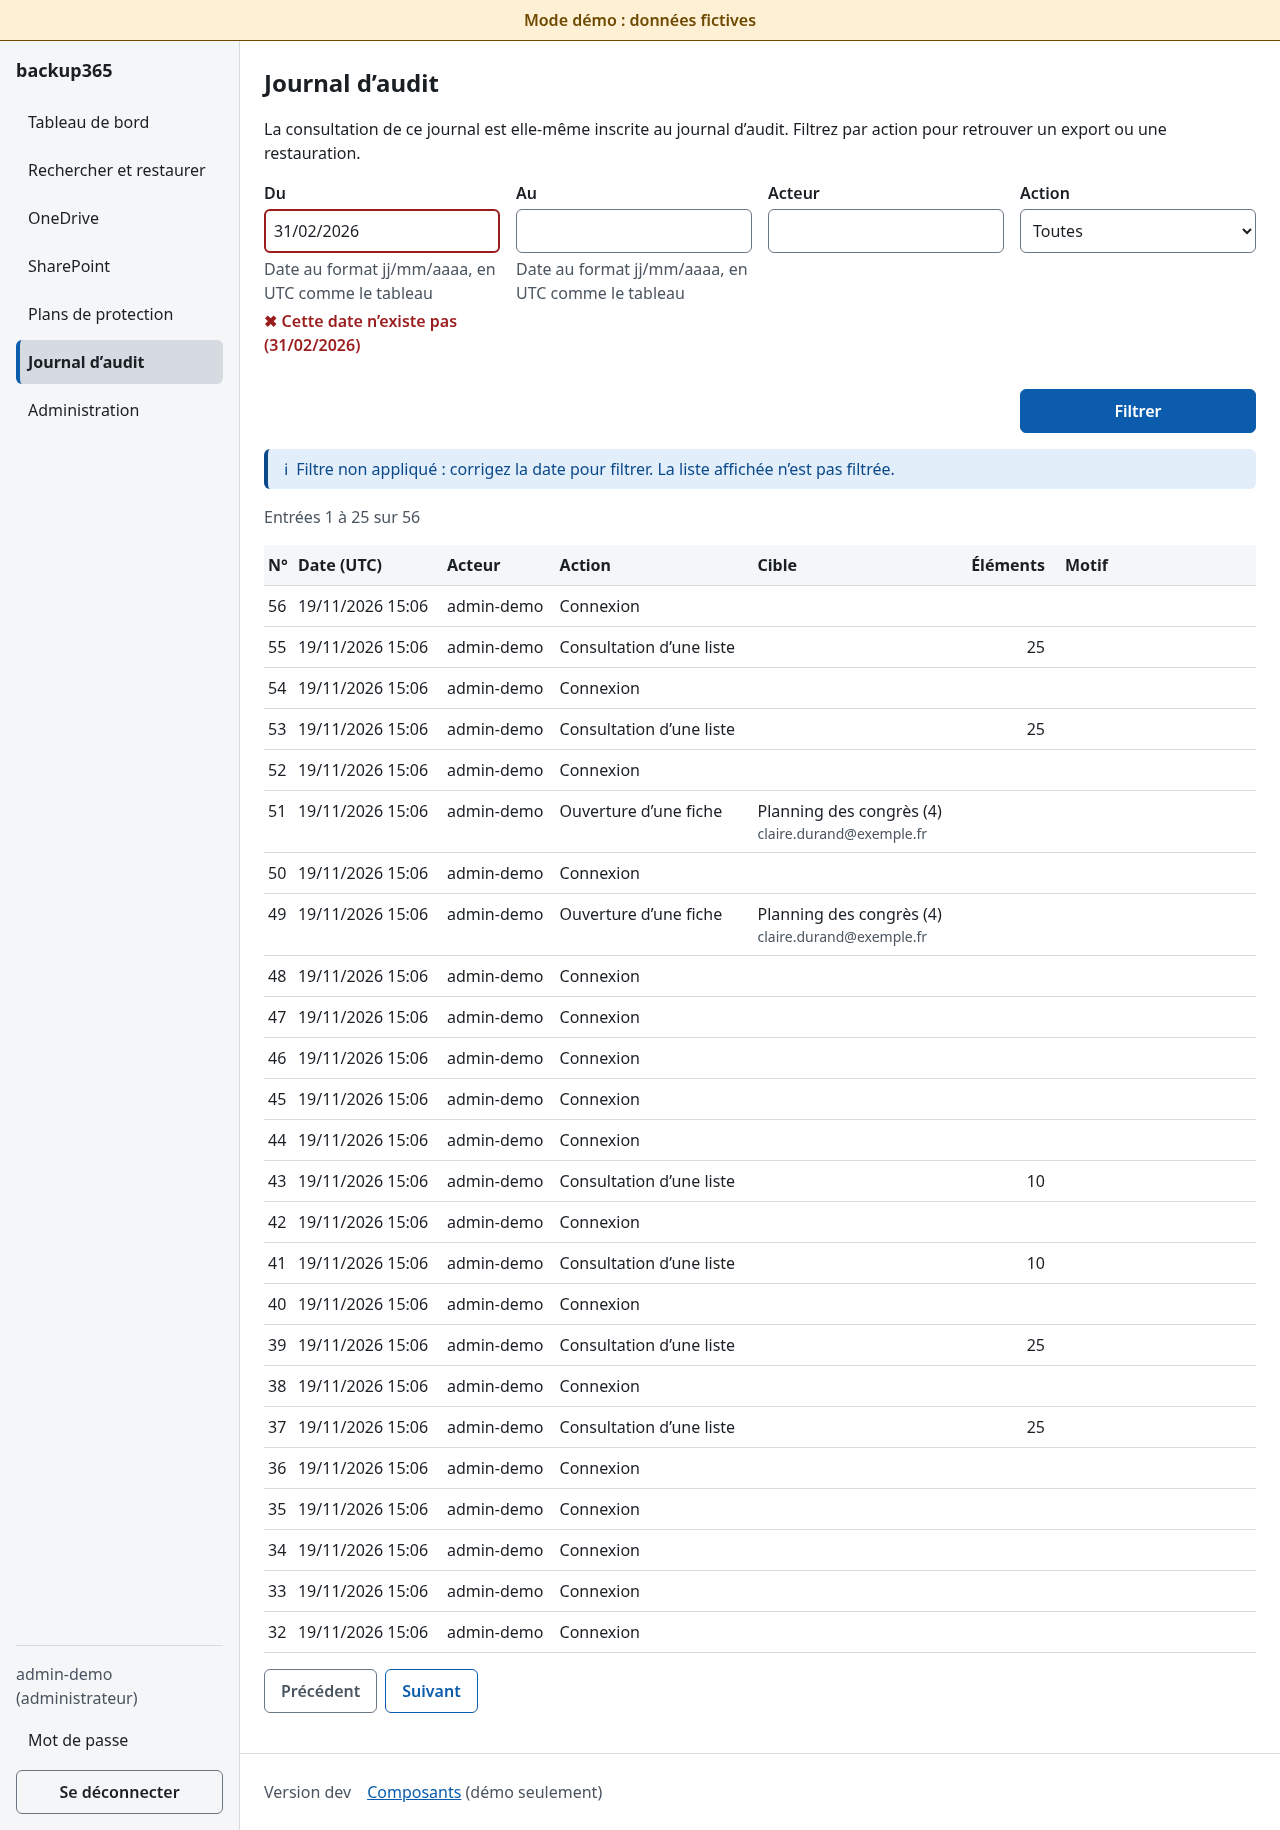 Mode démo : données fictives
backup365
Tableau de bord
Rechercher et restaurer
OneDrive
SharePoint
Plans de protection
Journal d’audit
Administration
admin-demo
(administrateur)
Mot de passe
Se déconnecter
Journal d’audit
La consultation de ce journal est elle-même inscrite au journal d’audit. Filtrez par action pour retrouver un export ou une
restauration.
Du Au Acteur Action
31/02/2026 Toutes
Date au format jj/mm/aaaa, en Date au format jj/mm/aaaa, en
UTC comme le tableau UTC comme le tableau
✖ Cette date n’existe pas
(31/02/2026)
Filtrer
i Filtre non appliqué : corrigez la date pour filtrer. La liste affichée n’est pas filtrée.
Entrées 1 à 25 sur 56
N° Date (UTC) Acteur Action Cible Éléments Motif
56 19/11/2026 15:06 admin-demo Connexion
55 19/11/2026 15:06 admin-demo Consultation d’une liste 25
54 19/11/2026 15:06 admin-demo Connexion
53 19/11/2026 15:06 admin-demo Consultation d’une liste 25
52 19/11/2026 15:06 admin-demo Connexion
51 19/11/2026 15:06 admin-demo Ouverture d’une fiche Planning des congrès (4)
claire.durand@exemple.fr
50 19/11/2026 15:06 admin-demo Connexion
49 19/11/2026 15:06 admin-demo Ouverture d’une fiche Planning des congrès (4)
claire.durand@exemple.fr
48 19/11/2026 15:06 admin-demo Connexion
47 19/11/2026 15:06 admin-demo Connexion
46 19/11/2026 15:06 admin-demo Connexion
45 19/11/2026 15:06 admin-demo Connexion
44 19/11/2026 15:06 admin-demo Connexion
43 19/11/2026 15:06 admin-demo Consultation d’une liste 10
42 19/11/2026 15:06 admin-demo Connexion
41 19/11/2026 15:06 admin-demo Consultation d’une liste 10
40 19/11/2026 15:06 admin-demo Connexion
39 19/11/2026 15:06 admin-demo Consultation d’une liste 25
38 19/11/2026 15:06 admin-demo Connexion
37 19/11/2026 15:06 admin-demo Consultation d’une liste 25
36 19/11/2026 15:06 admin-demo Connexion
35 19/11/2026 15:06 admin-demo Connexion
34 19/11/2026 15:06 admin-demo Connexion
33 19/11/2026 15:06 admin-demo Connexion
32 19/11/2026 15:06 admin-demo Connexion
Précédent Suivant
Version dev Composants (démo seulement)